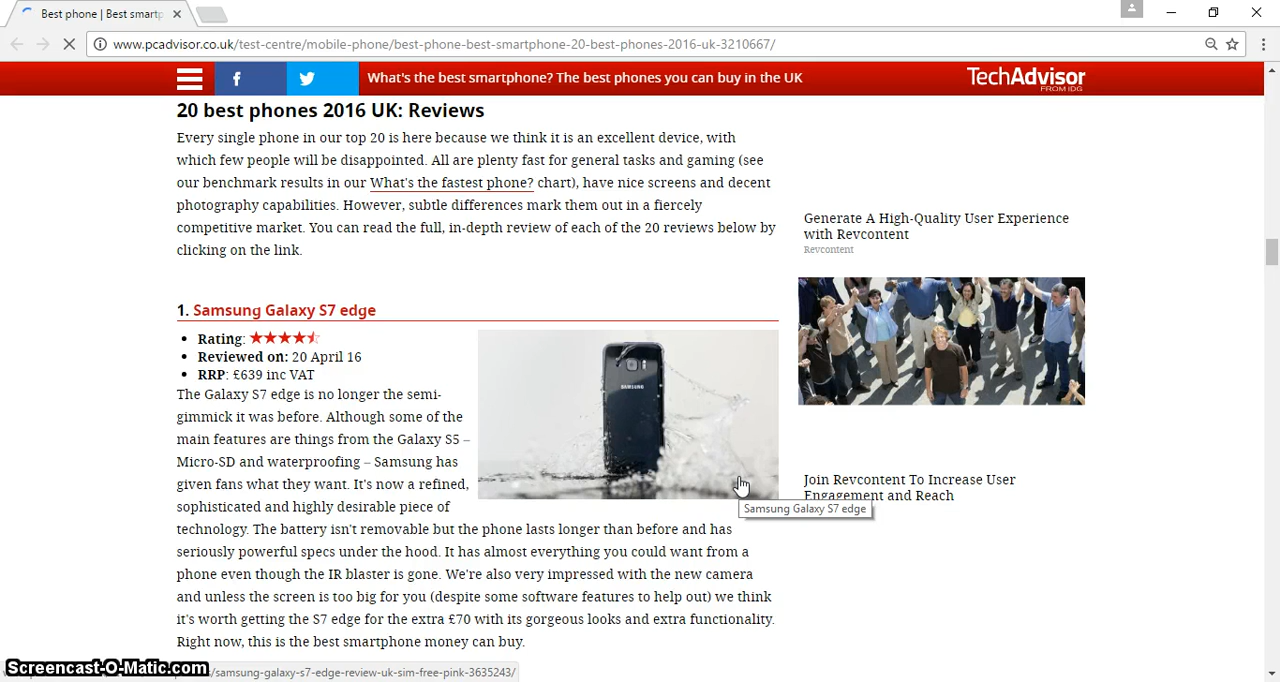 Best phone | Best smartp
www.pcadvisor.co.uk/test-centre/mobile-phone/best-phone-best-smartphone-20-best-phones-2016-uk-3210667/
What's the best smartphone? The best phones you can buy in the UK
TechAdvisor
FROM IDG
20 best phones 2016 UK: Reviews
Every single phone in our top 20 is here because we think it is an excellent device, with
which few people will be disappointed. All are plenty fast for general tasks and gaming (see
our benchmark results in our What's the fastest phone? chart), have nice screens and decent
photography capabilities. However, subtle differences mark them out in a fiercely
competitive market. You can read the full, in-depth review of each of the 20 reviews below by
clicking on the link.
Generate A High-Quality User Experience
with Revcontent
Revcontent
1. Samsung Galaxy S7 edge
Rating:
Reviewed on: 20 April 16
RRP: £639 inc VAT
The Galaxy S7 edge is no longer the semi-
gimmick it was before. Although some of the
main features are things from the Galaxy S5 –
Micro-SD and waterproofing – Samsung has
given fans what they want. It's now a refined,
sophisticated and highly desirable piece of
technology. The battery isn't removable but the phone lasts longer than before and has
seriously powerful specs under the hood. It has almost everything you could want from a
phone even though the IR blaster is gone. We're also very impressed with the new camera
and unless the screen is too big for you (despite some software features to help out) we think
it's worth getting the S7 edge for the extra £70 with its gorgeous looks and extra functionality.
Right now, this is the best smartphone money can buy.
SAMSUNG
Samsung Galaxy S7 edge
Join Revcontent To Increase User
Engagement and Reach
Screencast-O-Matic.com
/samsung-galaxy-s7-edge-review-uk-sim-free-pink-3635243/